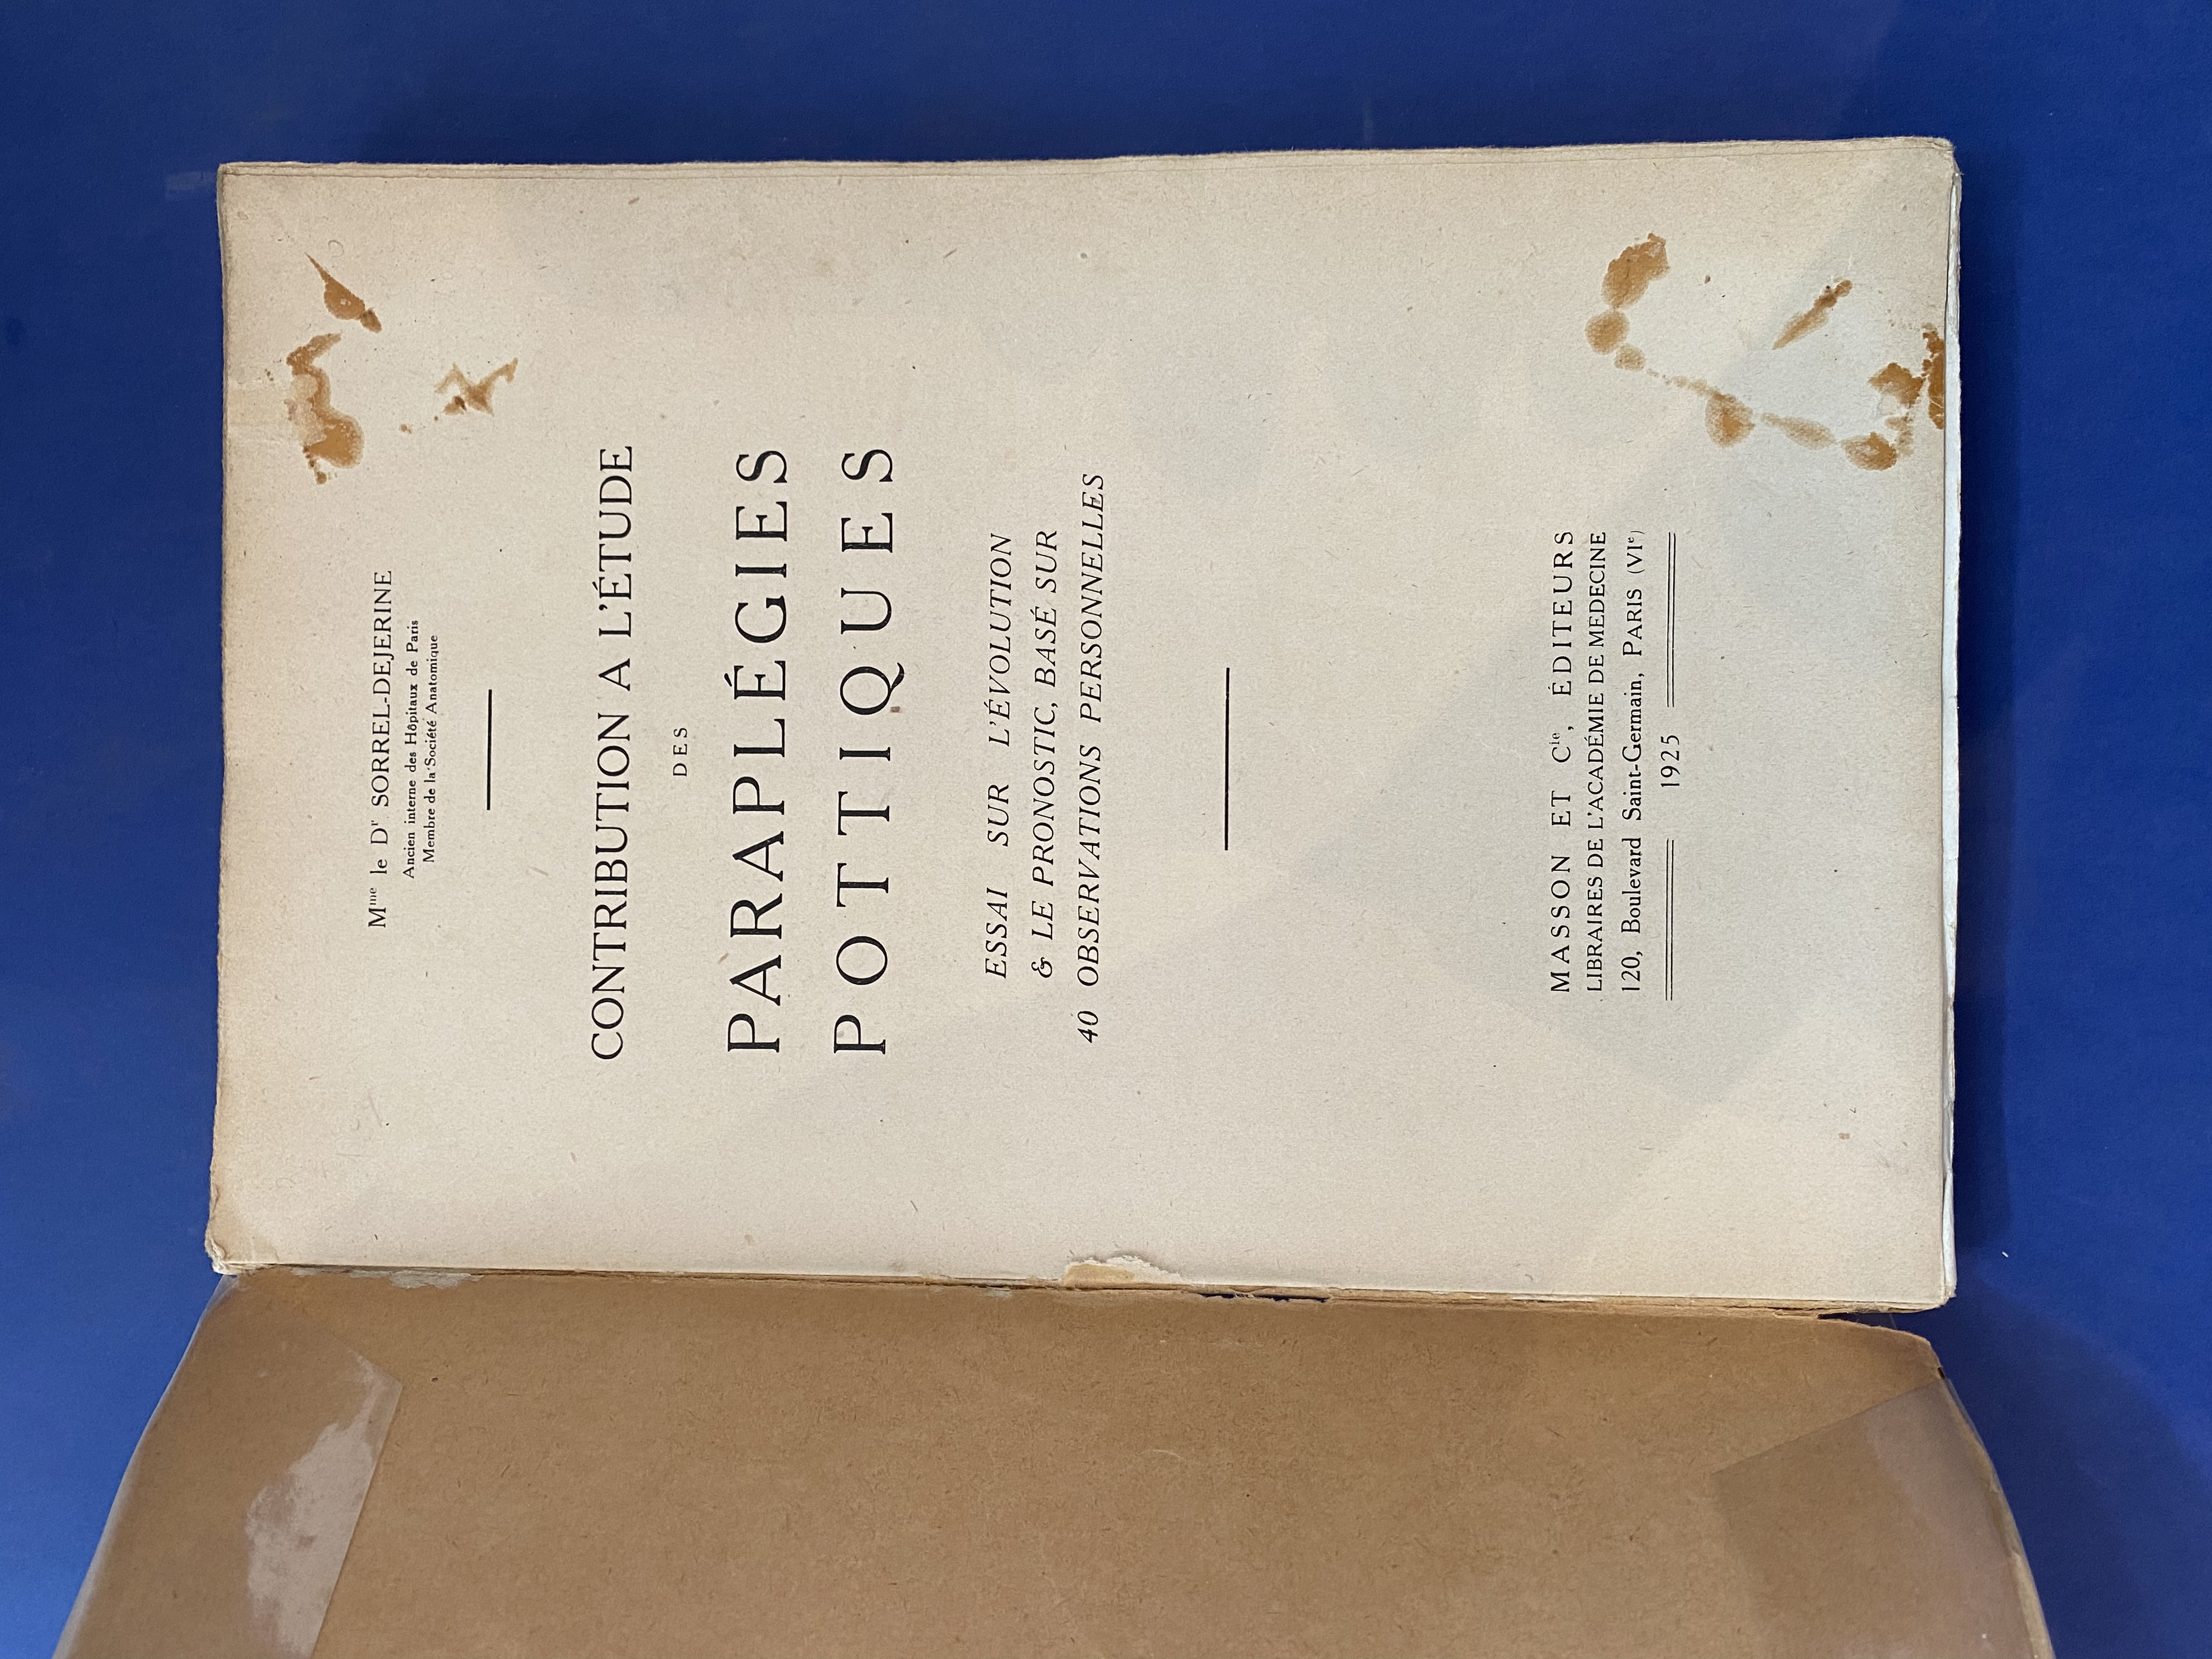 Mme le Dr SORREL-DEJERINE
Ancien interne des Hôpitaux de Paris
Membre de la Société Anatomique
CONTRIBUTION A L'ÉTUDE
DES
PARAPLÉGIES
POTTIQUES
ESSAI SUR L'ÉVOLUTION
& LE PRONOSTIC, BASÉ SUR
40 OBSERVATIONS PERSONNELLES
MASSON ET Cie, ÉDITEURS
LIBRAIRES DE L'ACADÉMIE DE MEDECINE
120, Boulevard Saint-Germain, PARIS (VIe)
1925